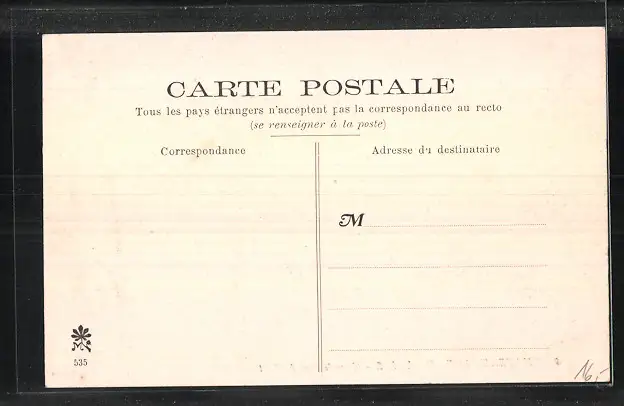 CARTE POSTALE
Tous les pays étrangers n'acceptent pas la correspondance au recto
(se renseigner à la poste)
Correspondance
Adresse du destinataire
M
535
16,-